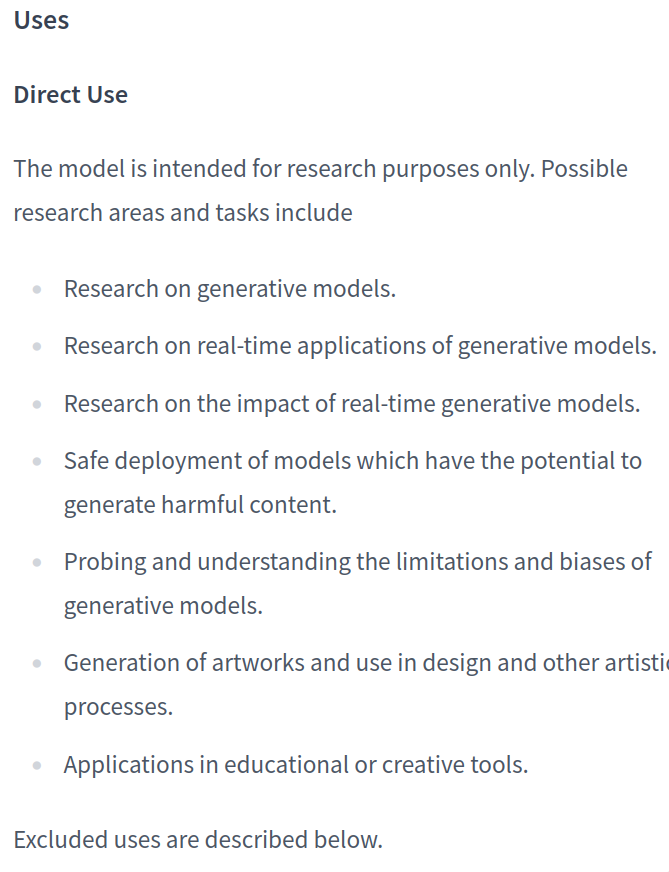 Uses
Direct Use
The model is intended for research purposes only. Possible
research areas and tasks include
Research on generative models.
Research on real-time applications of generative models.
Research on the impact of real-time generative models.
Safe deployment of models which have the potential to
generate harmful content.
Probing and understanding the limitations and biases of
generative models.
Generation of artworks and use in design and other artistic
processes.
Applications in educational or creative tools.
Excluded uses are described below.